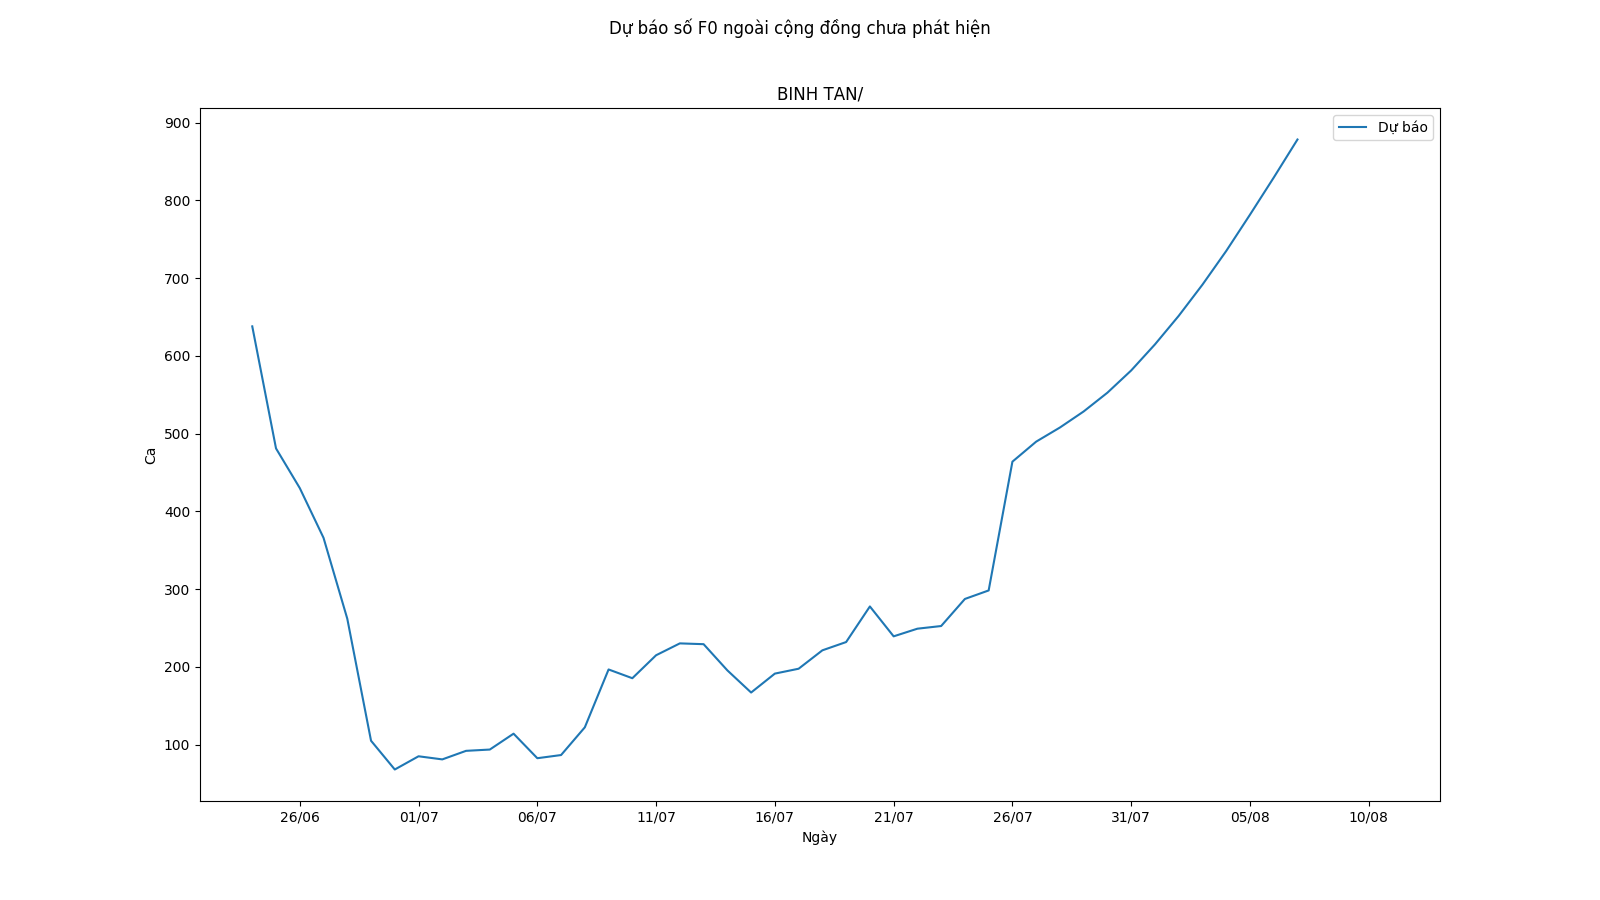 Dự báo số F0 ngoài cộng đồng chưa phát hiện
BINH TAN/
Dự báo
900
800
700
600
500
400
300
200
100
Ca
26/06 01/07 06/07 11/07 16/07 21/07 26/07 31/07 05/08 10/08
Ngày